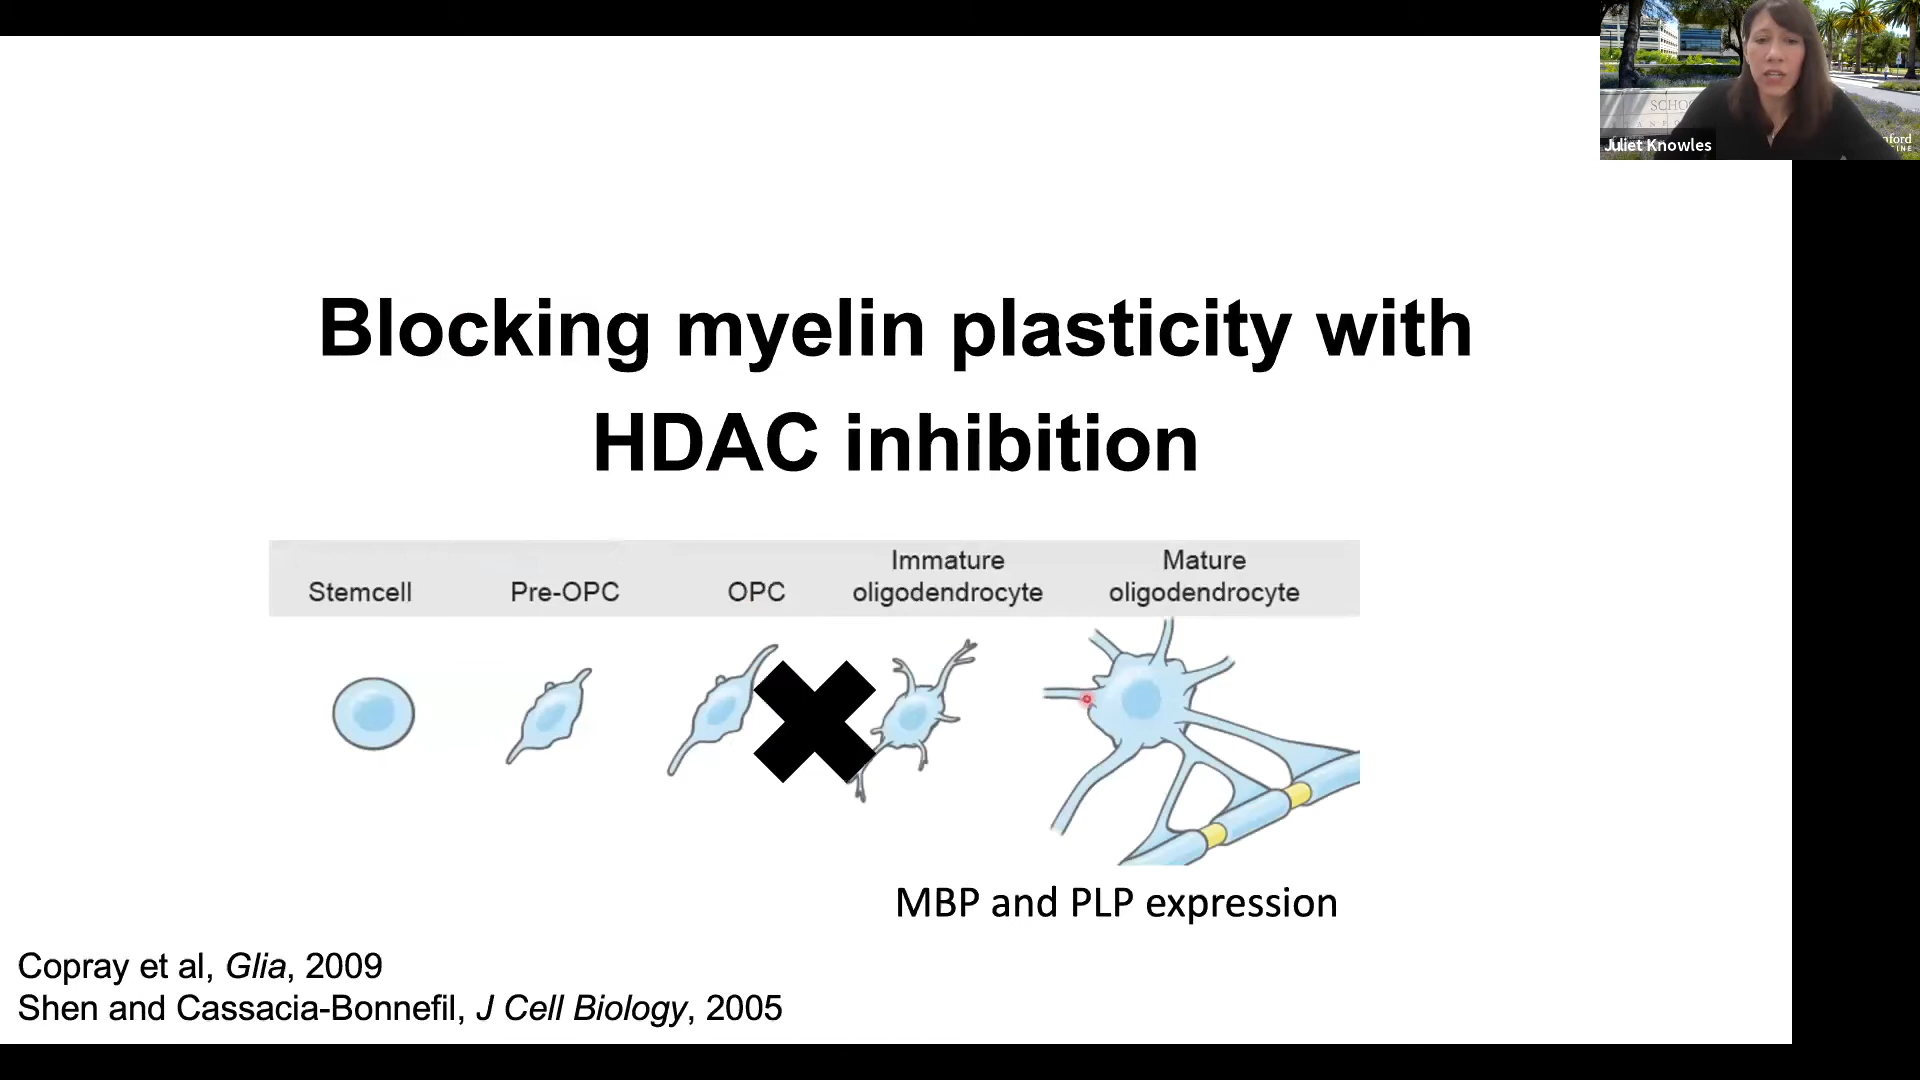 Blocking myelin plasticity with
HDAC inhibition
Stemcell
Pre-OPC
OPC
Immature
oligodendrocyte
Mature
oligodendrocyte
MBP and PLP expression
Copray et al, Glia, 2009
Shen and Cassacia-Bonnefil, J Cell Biology, 2005
SCHO
Juliet Knowles